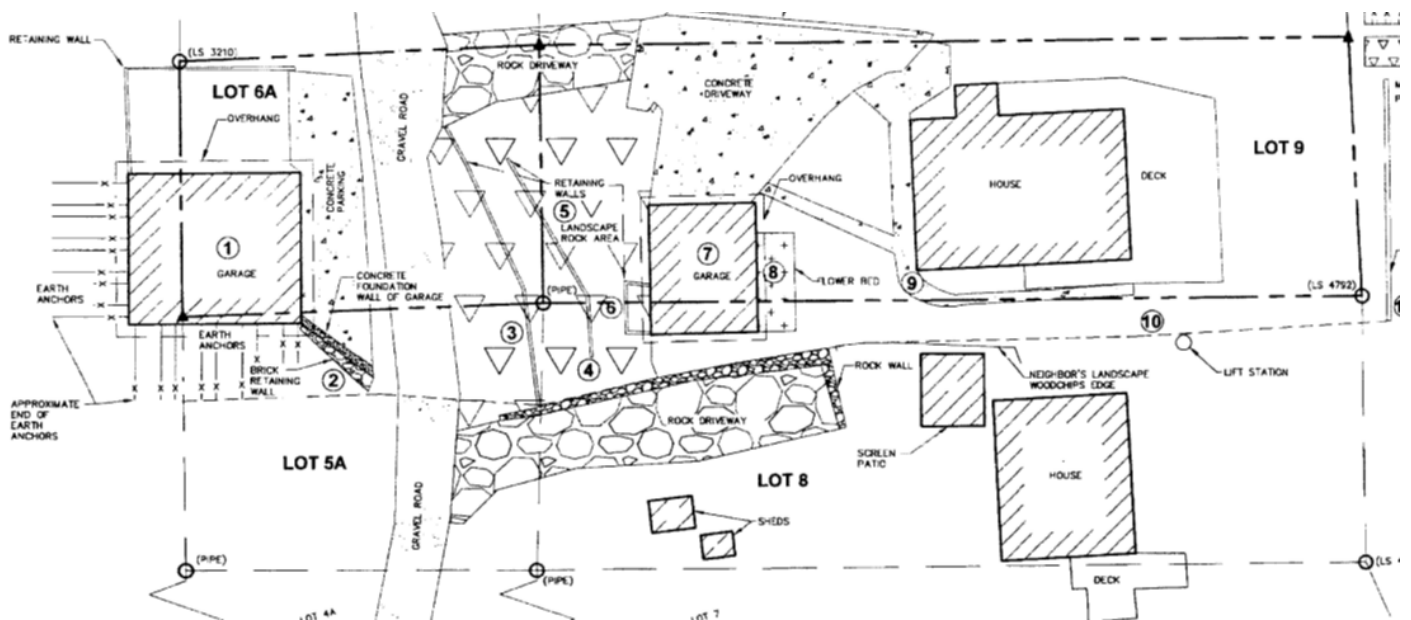 RETAINING WALL
(LS 3210)
LOT 6A
OVERHANG
GRAVEL ROAD
ROCK DRIVEWAY
CONCRETE
DRIVEWAY
CONCRETE
PARKING
RETAINING
WALLS
5
LANDSCAPE
ROCK AREA
OVERHANG
HOUSE
DECK
LOT 9
1
GARAGE
7
GARAGE
8
FLOWER BED
9
CONCRETE
FOUNDATION
WALL OF GARAGE
EARTH
ANCHORS
(PIPE)
6
(LS 4792)
EARTH
ANCHORS
3
10
BRICK
RETAINING
WALL
2
4
ROCK WALL
NEIGHBOR'S LANDSCAPE
WOODCHIPS EDGE
LIFT STATION
APPROXIMATE
END OF
EARTH
ANCHORS
ROCK DRIVEWAY
LOT 5A
LOT 8
SCREEN
PATIO
HOUSE
GRAVEL ROAD
SHEDS
(PIPE)
(PIPE)
(LS
DECK
LOT 4A
LOT 7